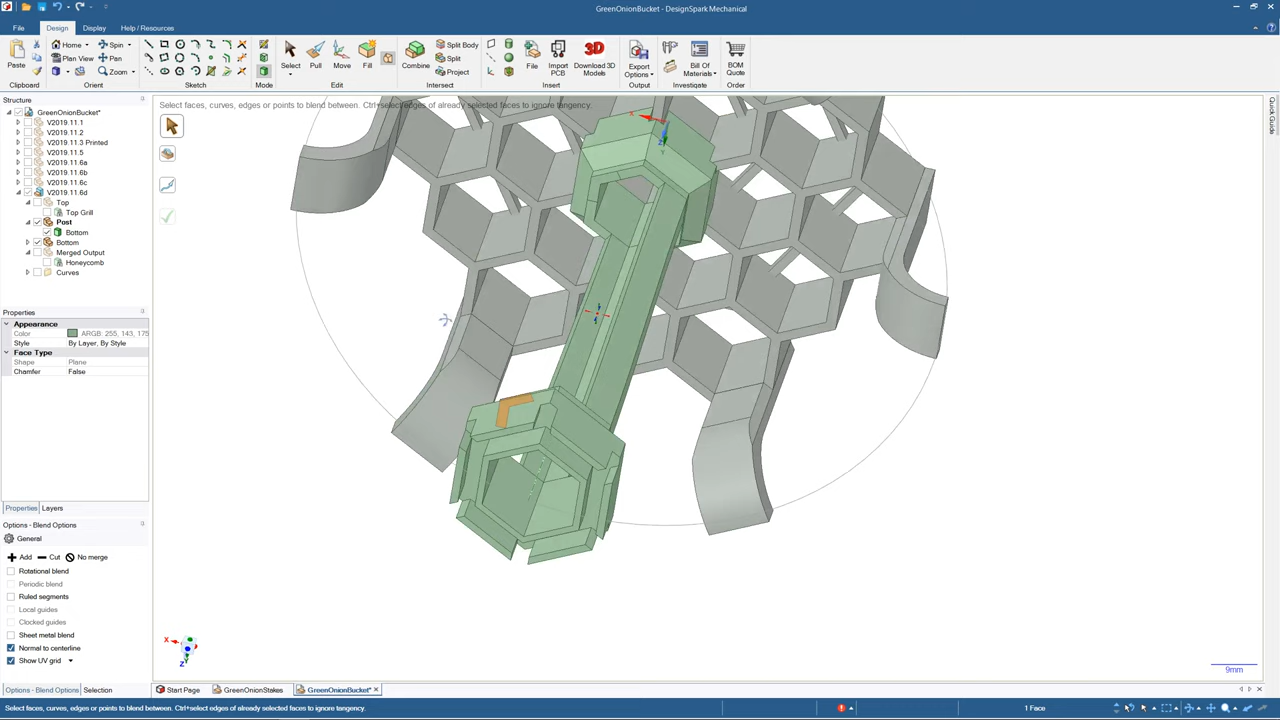 GreenOnionBucket - DesignSpark Mechanical
File Design Display Help / Resources
Paste
Clipboard
Home Spin
Plan View Pan
Zoom
Orient
Sketch
Mode
Select Pull Move Fill
Edit
Combine
Split Body
Split
Project
Intersect
File
Import
PCB
3D
Download 3D
Models
Insert
Export
Options
Output
Bill Of
Materials
Investigate
BOM
Quote
Order
Structure
GreenOnionBucket*
V2019.11.1
V2019.11.2
V2019.11.3 Printed
V2019.11.5
V2019.11.6a
V2019.11.6b
V2019.11.6c
V2019.11.6d
Top
Top Grill
Post
Bottom
Bottom
Merged Output
Honeycomb
Curves
Select faces, curves, edges or points to blend between. Ctrl+select edges of already selected faces to ignore tangency.
Quick Guide
X
Z
Y
Properties
Appearance
Color ARGB: 255, 143, 175
Style By Layer, By Style
Face Type
Shape Plane
Chamfer False
Properties Layers
Options - Blend Options
General
Add Cut No merge
Rotational blend
Periodic blend
Ruled segments
Local guides
Clocked guides
Sheet metal blend
Normal to centerline
Show UV grid
X
Y
Z
9mm
Options - Blend Options Selection
Start Page GreenOnionStakes GreenOnionBucket*
Select faces, curves, edges or points to blend between. Ctrl+select edges of already selected faces to ignore tangency.
1 Face